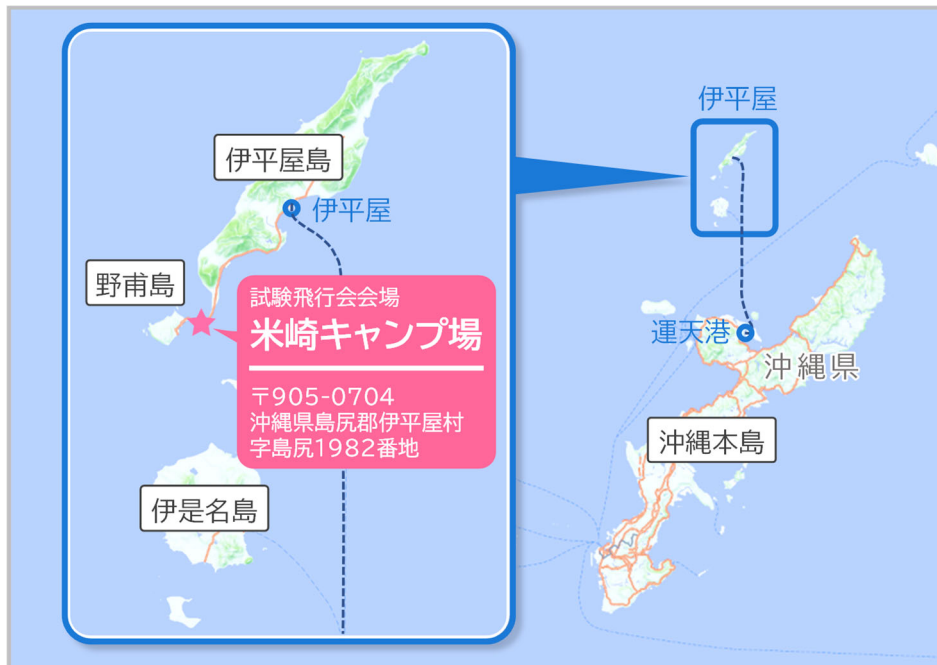 伊平屋島
伊平屋
野甫島
試験飛行会会場
米崎キャンプ場
〒905-0704
沖縄県島尻郡伊平屋村
字島尻1982番地
伊是名島
伊平屋
運天港
沖縄県
沖縄本島